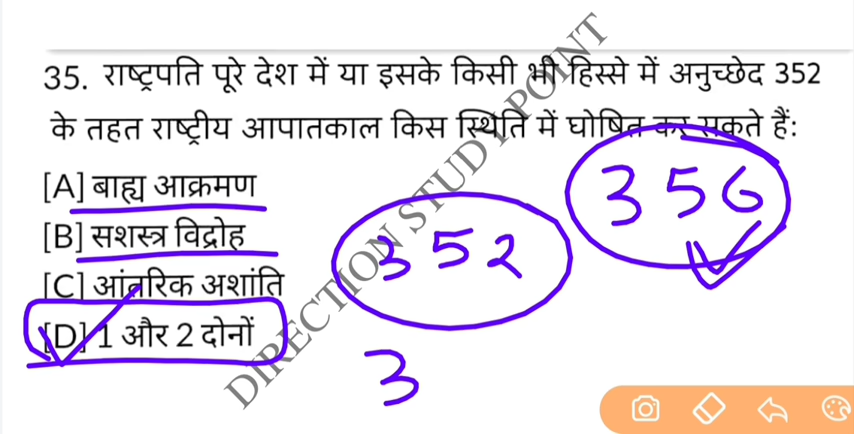 35. राष्ट्रपति पूरे देश में या इसके किसी भी हिस्से में अनुच्छेद 352
के तहत राष्ट्रीय आपातकाल किस स्थिति में घोषित कर सकते हैं:
[A] बाह्य आक्रमण
[B] सशस्त्र विद्रोह
[C] आंतरिक अशांति
[D] 1 और 2 दोनों
352
356
3
DIRECTION STUDY POINT